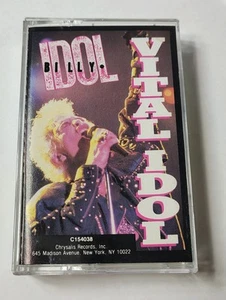 IDOL
BILLY•
VITAL IDOL
C154038
Chrysalis Records, Inc.
645 Madison Avenue, New York, NY 10022